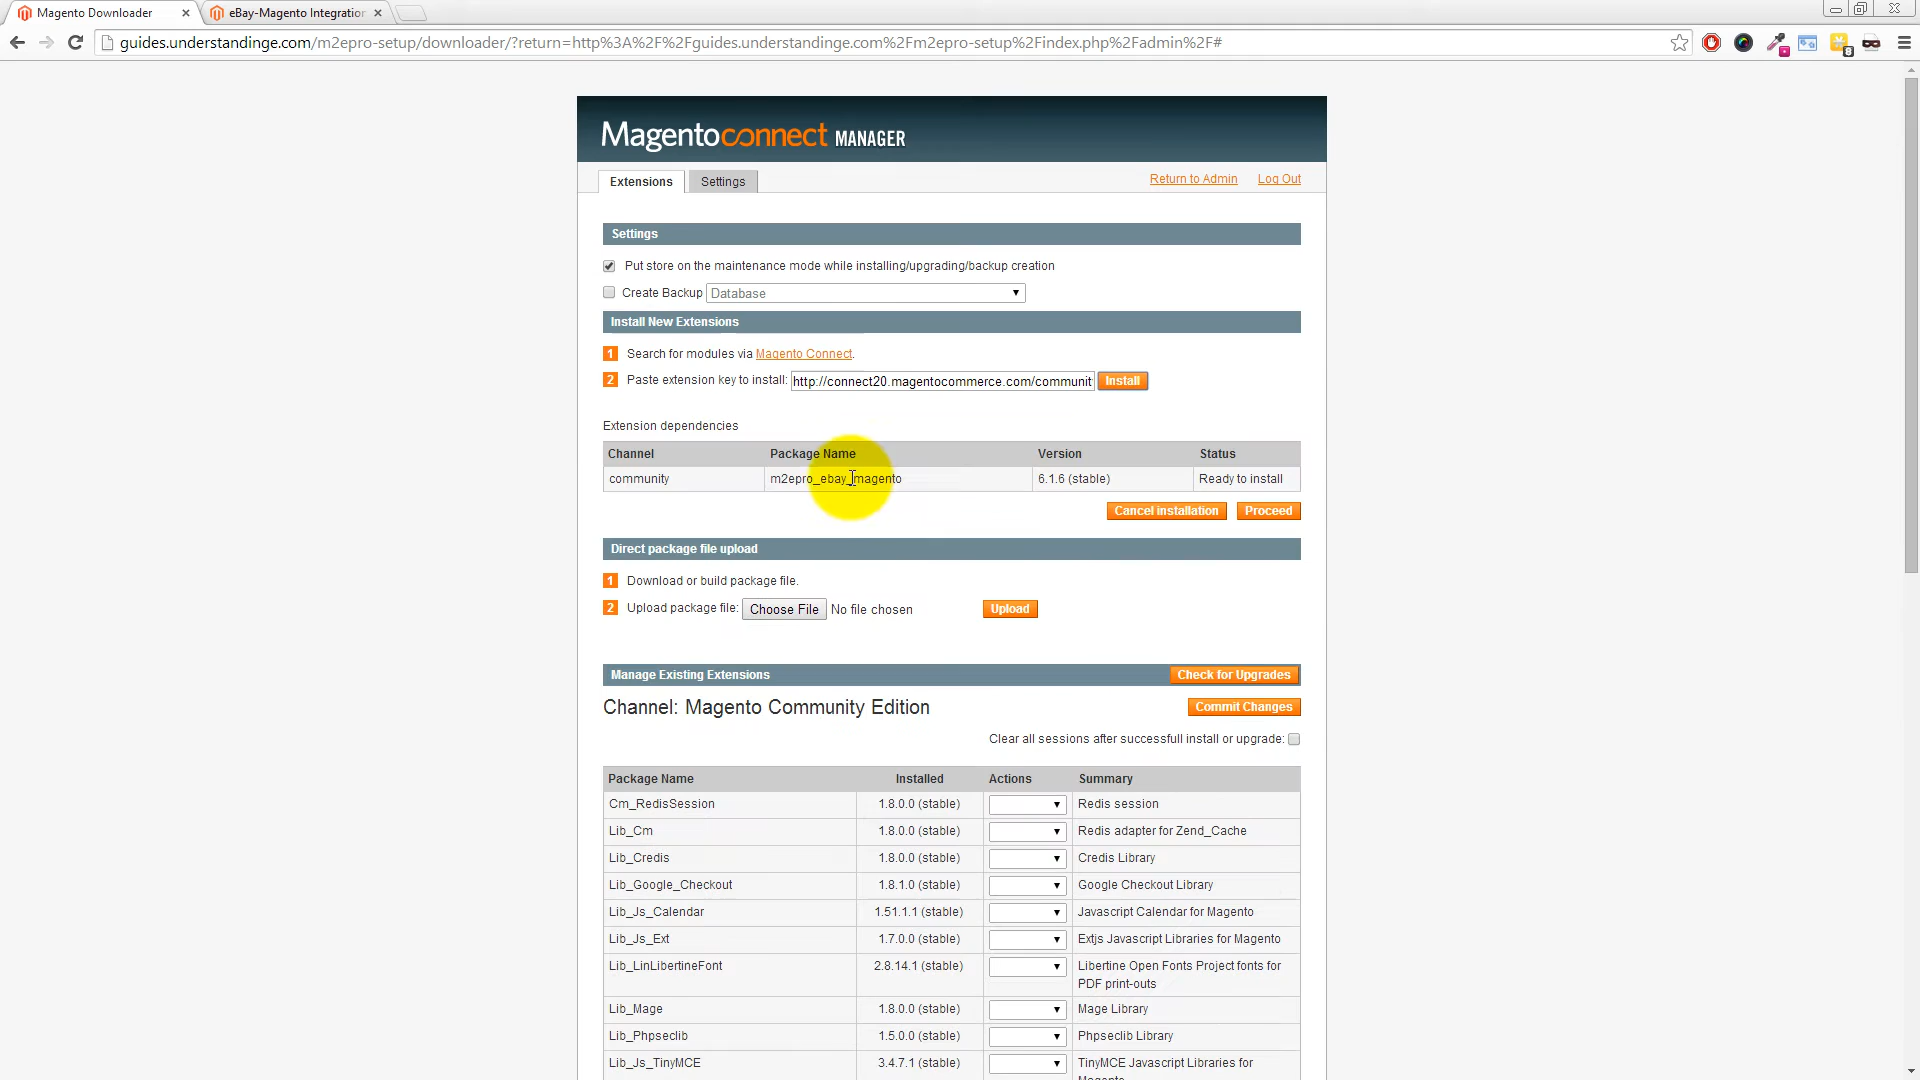 Magento Downloader
eBay-Magento Integration
guides.understandinge.com/m2epro-setup/downloader/?return=http%3A%2F%2Fguides.understandinge.com%2Fm2epro-setup%2Findex.php%2Fadmin%2F#
8
Magento connect MANAGER
Extensions
Settings
Return to Admin
Log Out
Settings
Put store on the maintenance mode while installing/upgrading/backup creation
Create Backup Database
Install New Extensions
1 Search for modules via Magento Connect.
2 Paste extension key to install: http://connect20.magentocommerce.com/communit Install
Extension dependencies
Channel Package Name Version Status
community m2epro_ebay_magento 6.1.6 (stable) Ready to install
Cancel installation Proceed
Direct package file upload
1 Download or build package file.
2 Upload package file: Choose File No file chosen Upload
Manage Existing Extensions Check for Upgrades
Channel: Magento Community Edition Commit Changes
Clear all sessions after successfull install or upgrade:
Package Name Installed Actions Summary
Cm_RedisSession 1.8.0.0 (stable) Redis session
Lib_Cm 1.8.0.0 (stable) Redis adapter for Zend_Cache
Lib_Credis 1.8.0.0 (stable) Credis Library
Lib_Google_Checkout 1.8.1.0 (stable) Google Checkout Library
Lib_Js_Calendar 1.51.1.1 (stable) Javascript Calendar for Magento
Lib_Js_Ext 1.7.0.0 (stable) Extjs Javascript Libraries for Magento
Lib_LinLibertineFont 2.8.14.1 (stable) Libertine Open Fonts Project fonts for
PDF print-outs
Lib_Mage 1.8.0.0 (stable) Mage Library
Lib_Phpseclib 1.5.0.0 (stable) Phpseclib Library
Lib_Js_TinyMCE 3.4.7.1 (stable) TinyMCE Javascript Libraries for
Magento